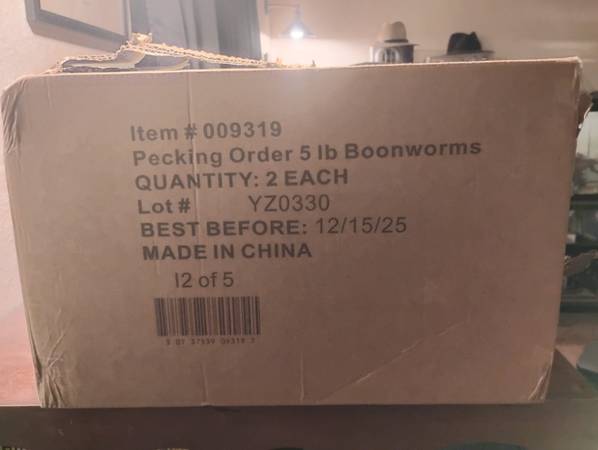 Item # 009319
Pecking Order 5 lb Boonworms
QUANTITY: 2 EACH
Lot # YZ0330
BEST BEFORE: 12/15/25
MADE IN CHINA
I2 of 5